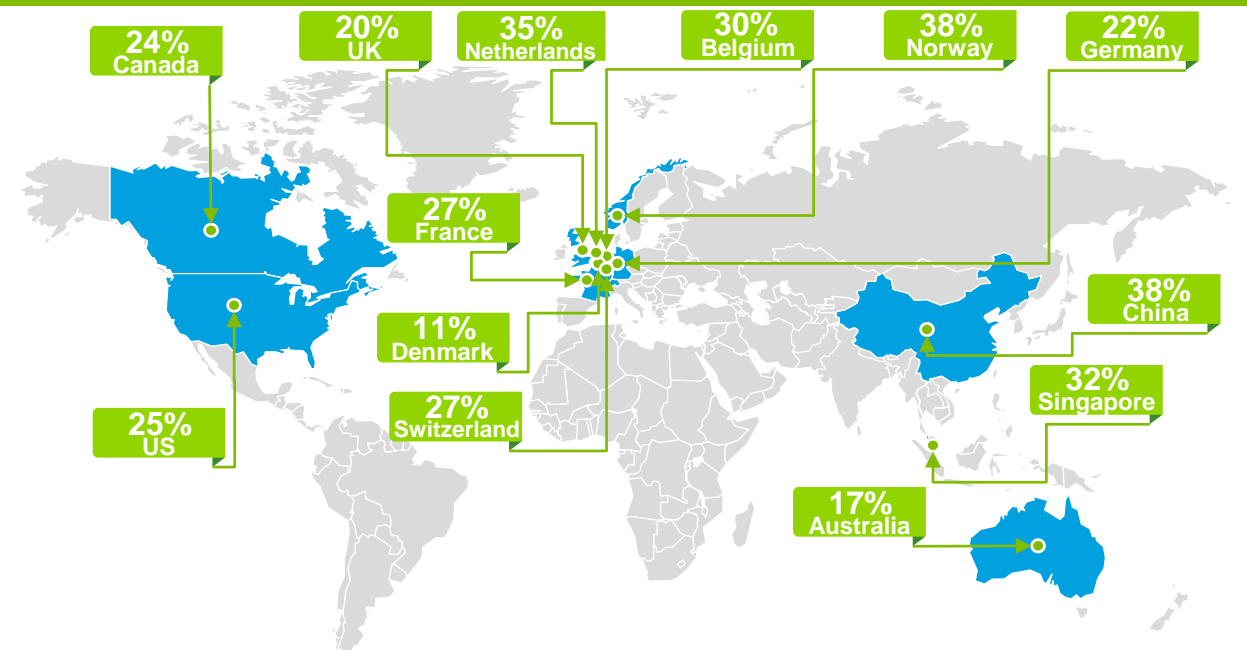 24%
Canada
20%
UK
35%
Netherlands
30%
Belgium
38%
Norway
22%
Germany
27%
France
38%
China
11%
Denmark
32%
Singapore
27%
Switzerland
25%
US
17%
Australia